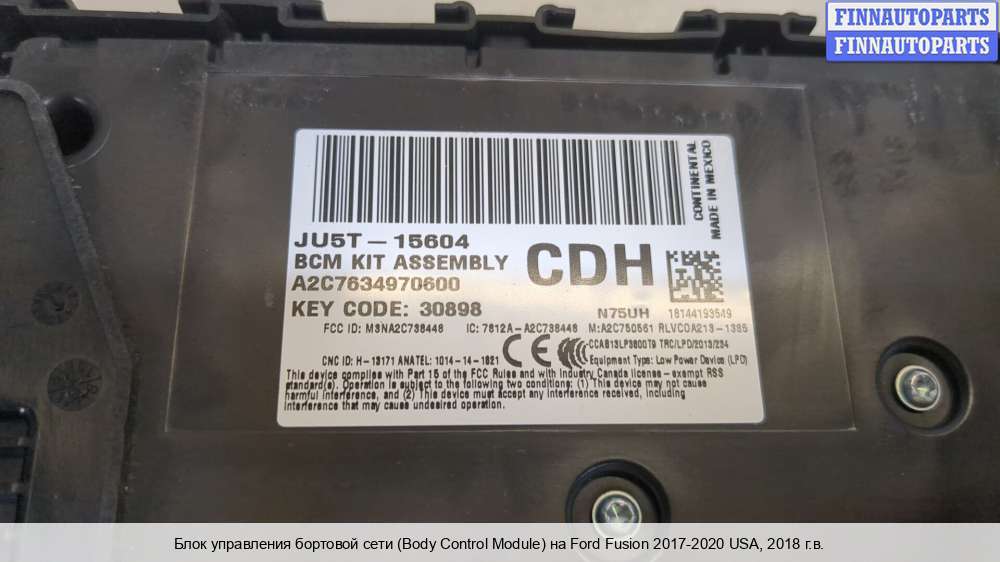 FINNAUTOPARTS
FINNAUTOPARTS
CONTINENTAL
MADE IN MEXICO
JU5T-15604
BCM KIT ASSEMBLY
CDH
A2C7634970600
KEY CODE: 30898
N75UH
18144193549
FCC ID: M3NA2C738448 IC: 7812A-A2C738448 M:A2C750561 RLVCOA213-1385
CCAB13LP3800T9 TRC/LPD/2013/234
CNC ID: H-13171 ANATEL: 1014-14-1821
CE
Equipment Type: Low Power Device (LPD)
This device complies with Part 15 of the FCC Rules and with Industry Canada license-exempt RSS
standard(s). Operation is subject to the following two conditions: (1) This device may not cause
harmful interference, and (2) This device must accept any interference received, including
interference that may cause undesired operation.
Блок управления бортовой сети (Body Control Module) на Ford Fusion 2017-2020 USA, 2018 г.в.